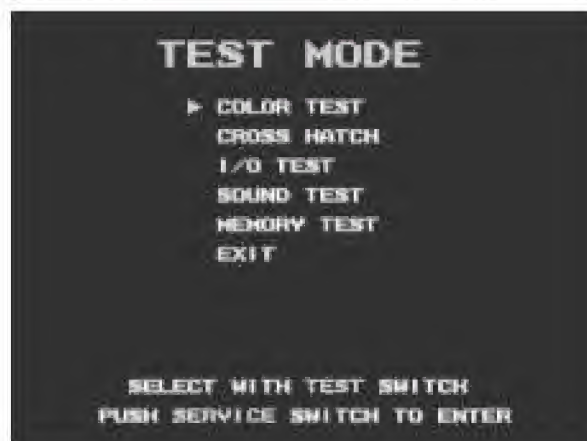 TEST MODE
► COLOR TEST
CROSS HATCH
I/O TEST
SOUND TEST
MEMORY TEST
EXIT
SELECT WITH TEST SWITCH
PUSH SERVICE SWITCH TO ENTER